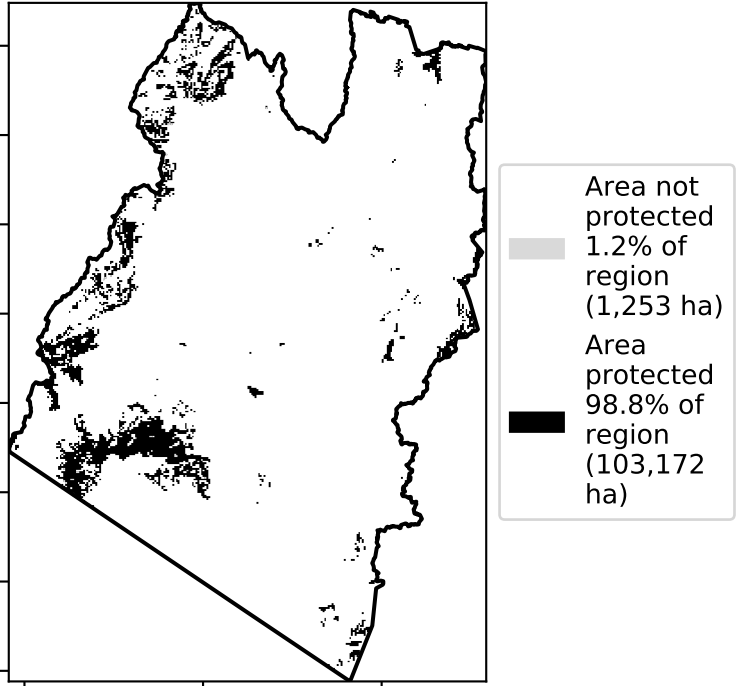 Area not
protected
1.2% of
region
(1,253 ha)
Area
protected
98.8% of
region
(103,172
ha)